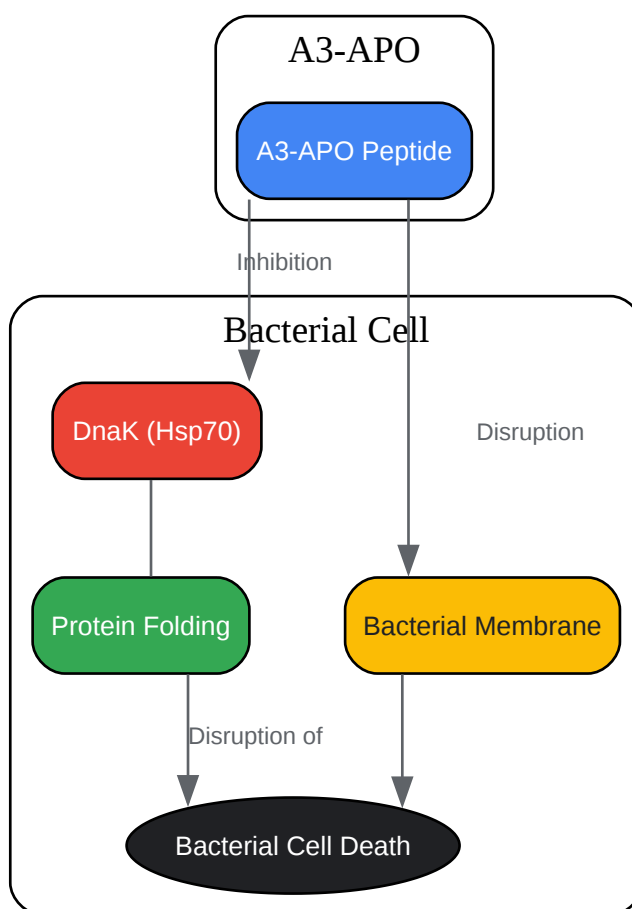 A3-APO
A3-APO Peptide
Inhibition
Bacterial Cell
DnaK (Hsp70)
Disruption
Protein Folding
Bacterial Membrane
Disruption of
Bacterial Cell Death